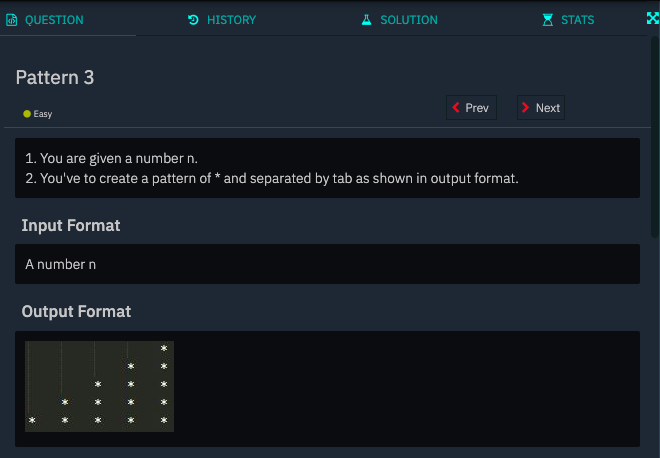 QUESTION HISTORY SOLUTION STATS
Pattern 3
Easy Prev Next
1. You are given a number n.
2. You've to create a pattern of * and separated by tab as shown in output format.
Input Format
A number n
Output Format
				*
			*	*
		*	*	*
	*	*	*	*
*	*	*	*	*